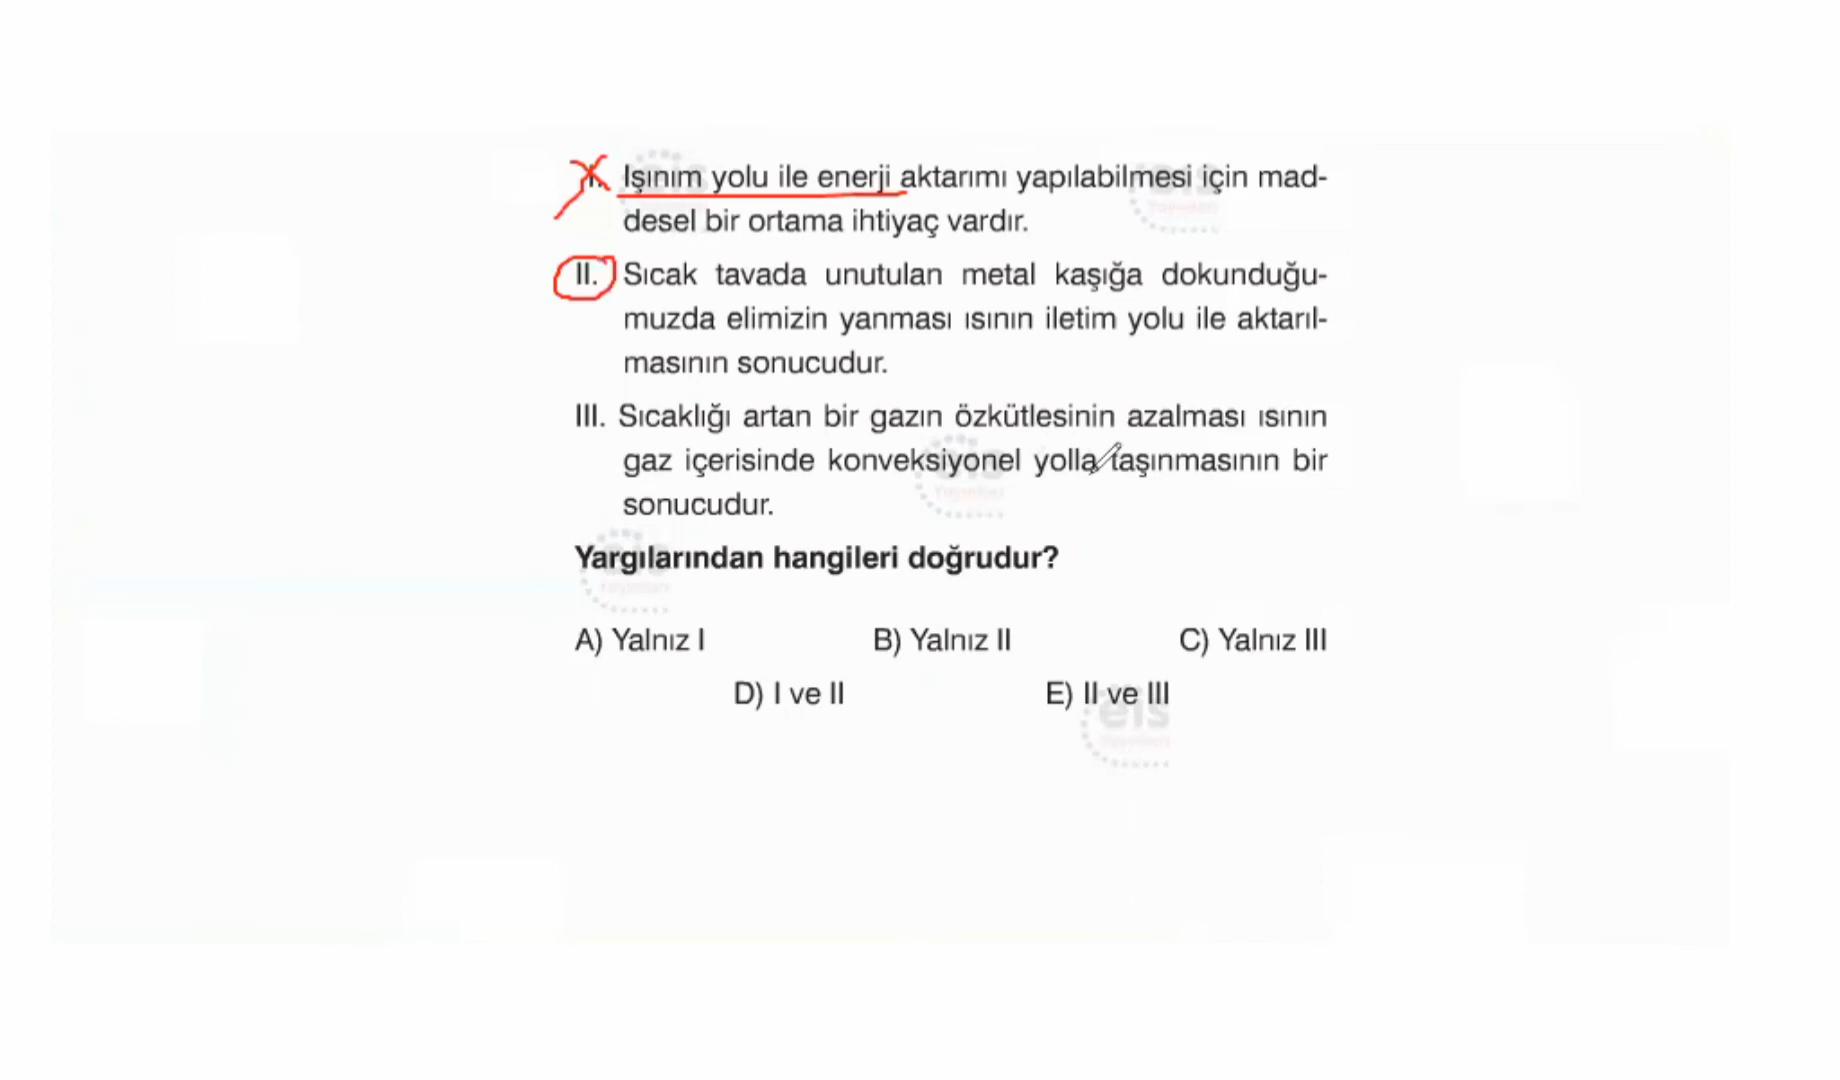 I. Işınım yolu ile enerji aktarımı yapılabilmesi için mad-
desel bir ortama ihtiyaç vardır.
II. Sıcak tavada unutulan metal kaşığa dokunduğu-
muzda elimizin yanması ısının iletim yolu ile aktarıl-
masının sonucudur.
III. Sıcaklığı artan bir gazın özkütlesinin azalması ısının
gaz içerisinde konveksiyonel yolla taşınmasının bir
sonucudur.
Yargılarından hangileri doğrudur?
A) Yalnız I B) Yalnız II C) Yalnız III
D) I ve II E) II ve III
eis
Yayınları